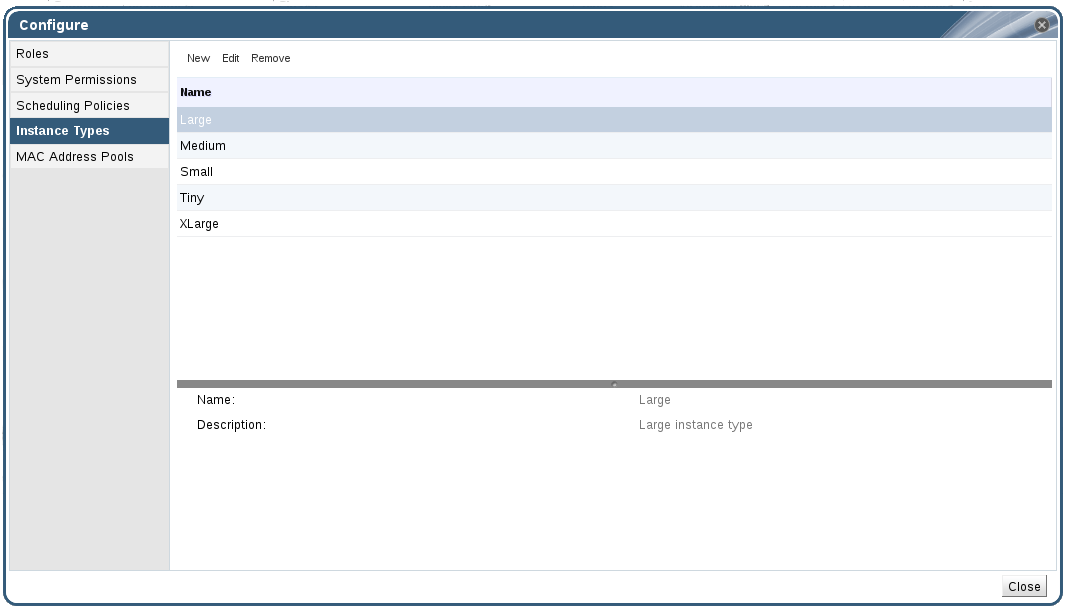 Configure
Roles
System Permissions
Scheduling Policies
Instance Types
MAC Address Pools
New Edit Remove
Name
Large
Medium
Small
Tiny
XLarge
Name: Large
Description: Large instance type
Close